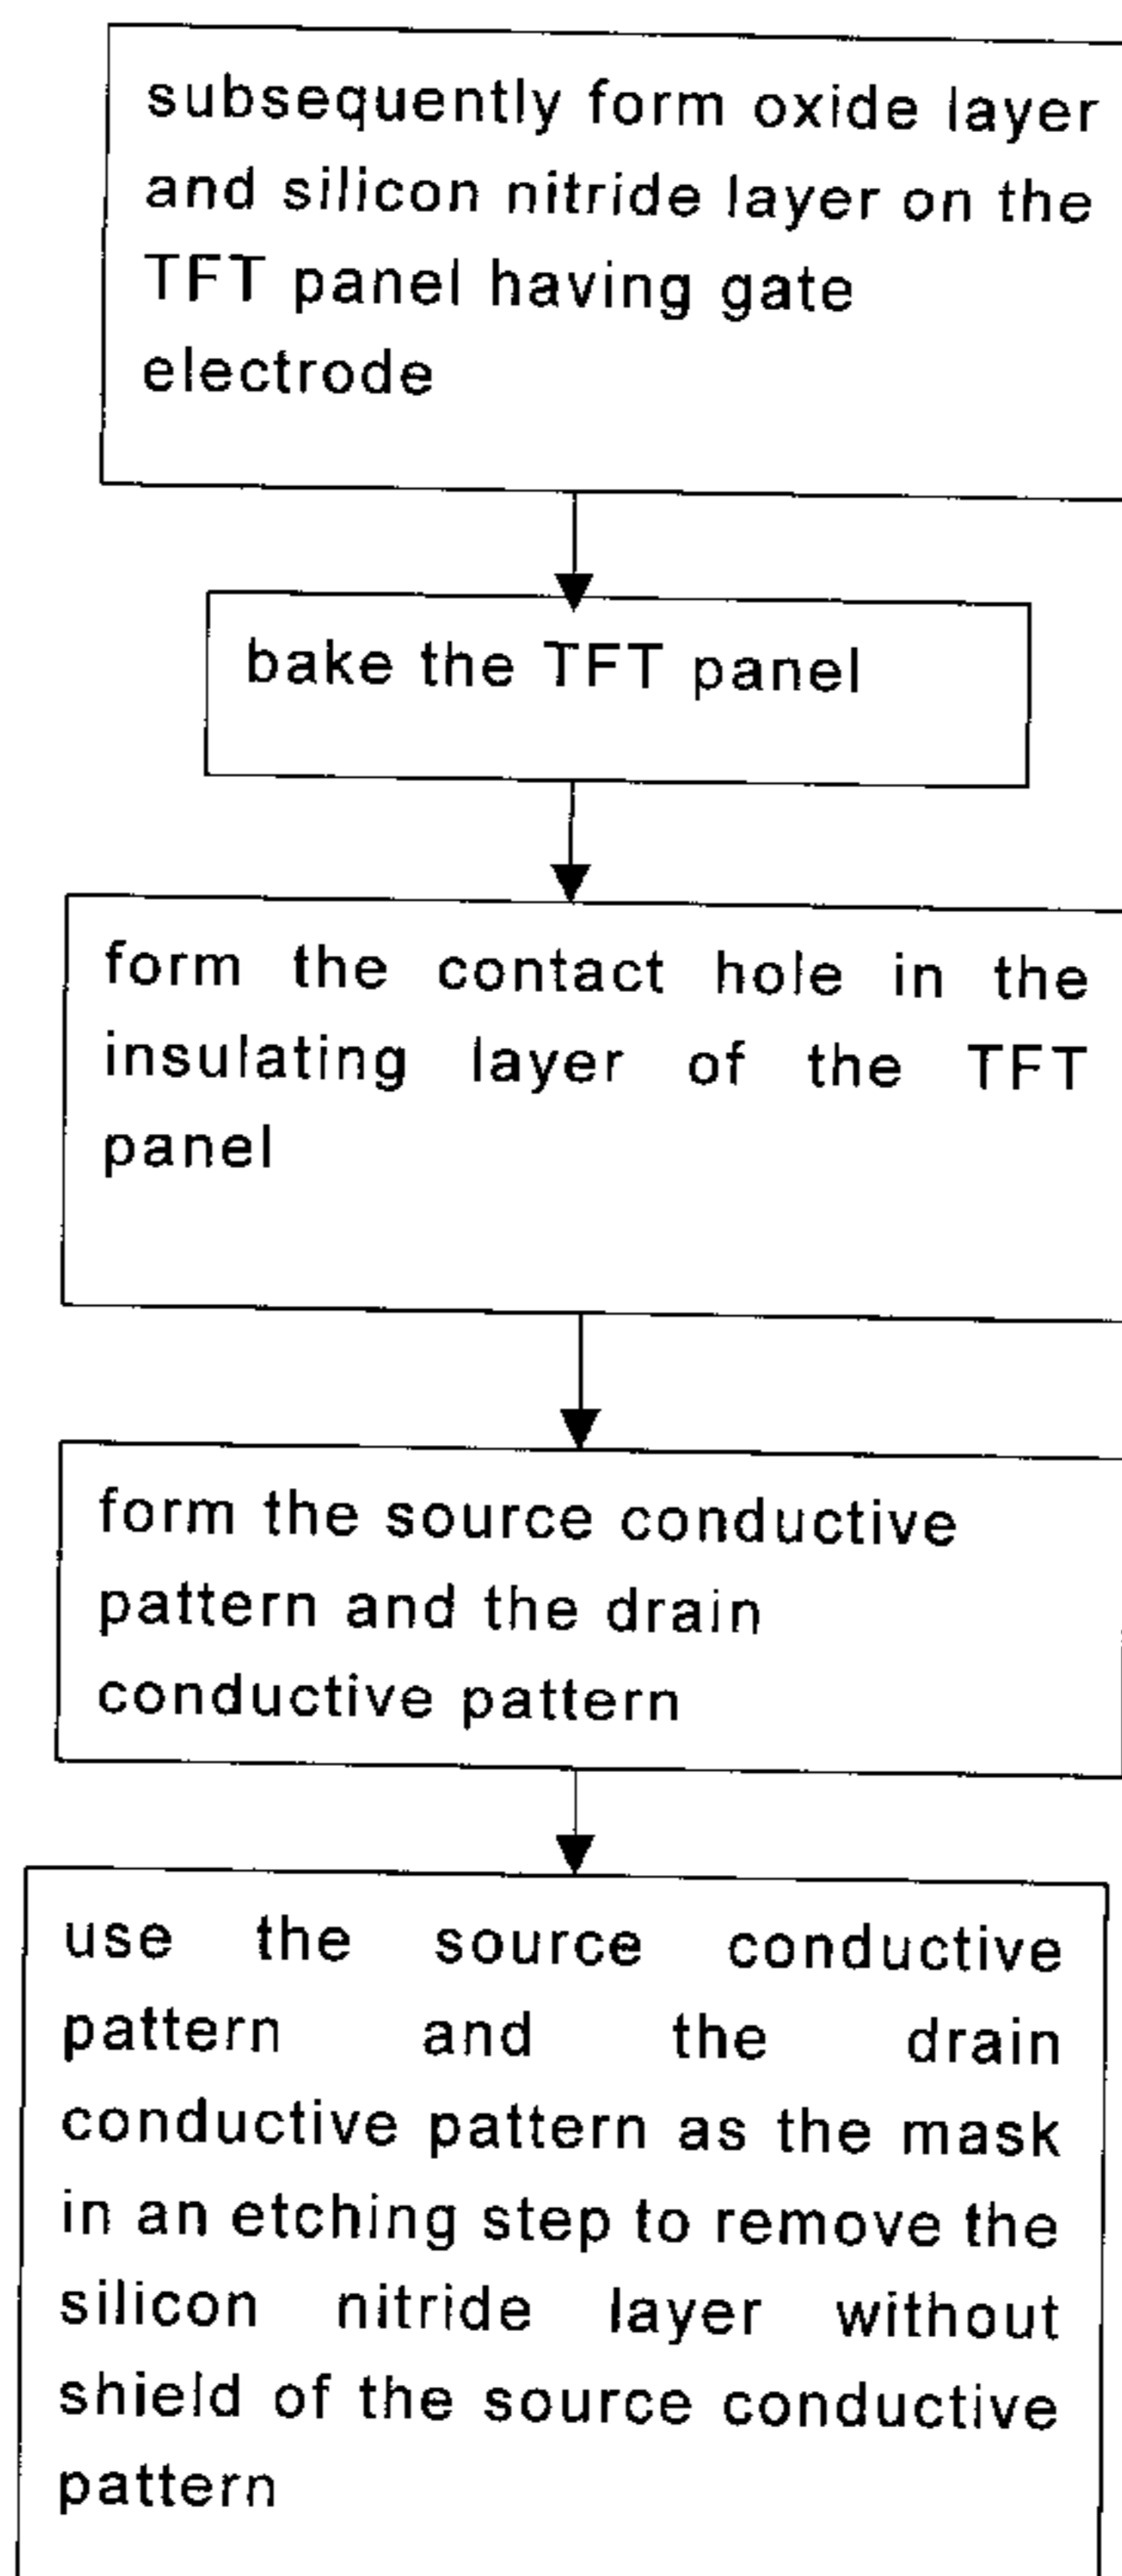 subsequently form oxide layer
and silicon nitride layer on the
TFT panel having gate
electrode
bake the TFT panel
form the contact hole in the
insulating layer of the TFT
panel
form the source conductive
pattern and the drain
conductive pattern
use the source conductive
pattern and the drain
conductive pattern as the mask
in an etching step to remove the
silicon nitride layer without
shield of the source conductive
pattern